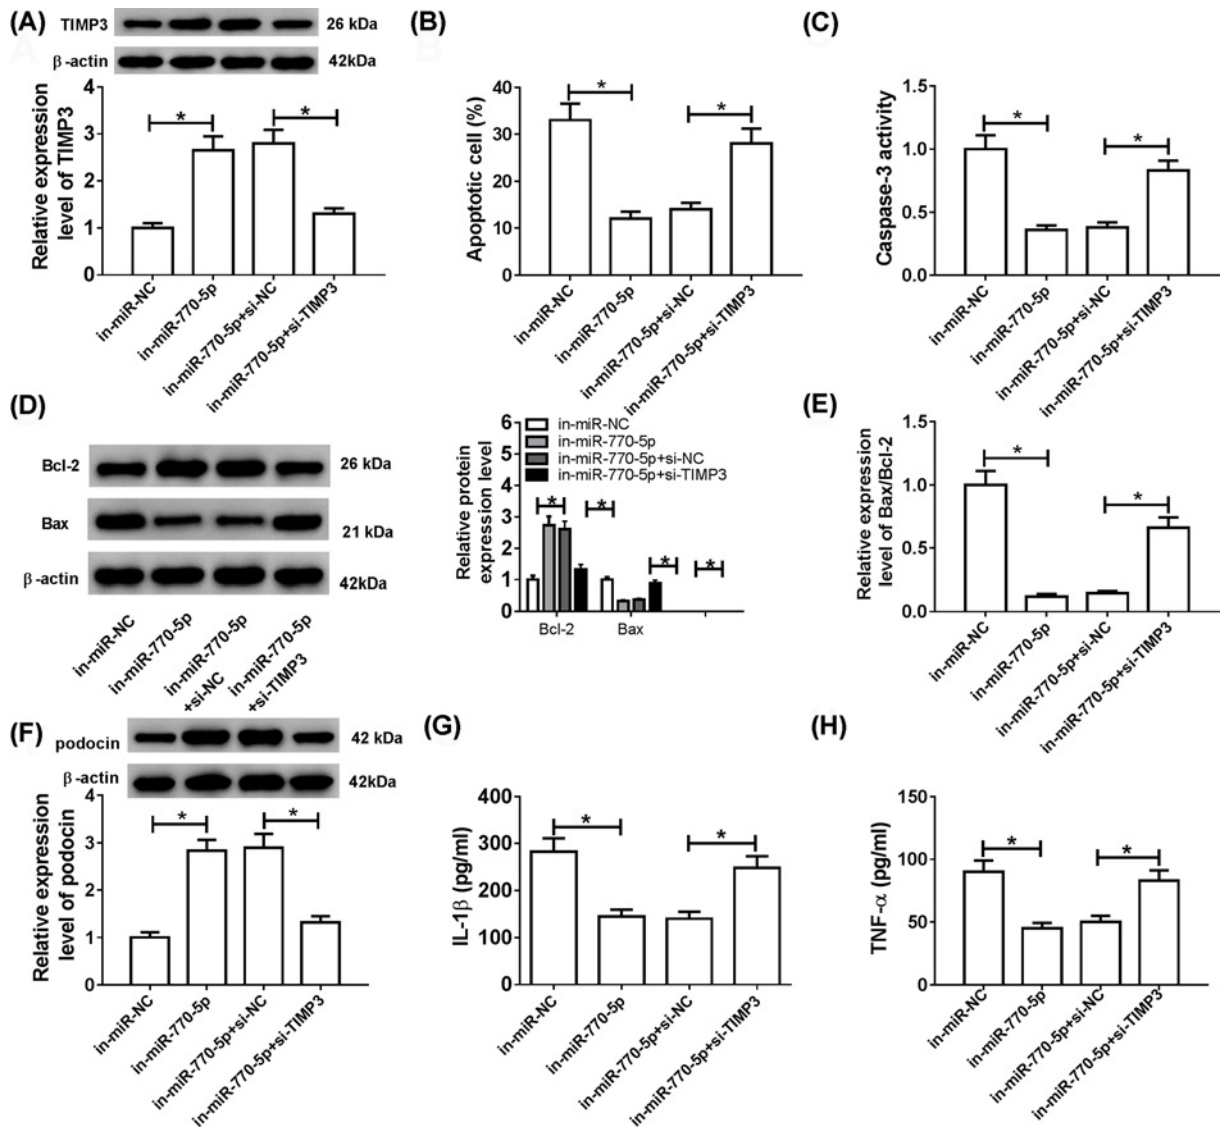 (A)
TIMP3
26 kDa
β-actin
42kDa
Relative expression
level of TIMP3
4
3
2
1
0
*
*
in-miR-NC
in-miR-770-5p
in-miR-770-5p+si-NC
in-miR-770-5p+si-TIMP3
(B)
Apoptotic cell (%)
40
30
20
10
0
*
*
in-miR-NC
in-miR-770-5p
in-miR-770-5p+si-NC
in-miR-770-5p+si-TIMP3
(C)
Caspase-3 activity
1.5
1.0
0.5
0.0
*
*
in-miR-NC
in-miR-770-5p
in-miR-770-5p+si-NC
in-miR-770-5p+si-TIMP3
(D)
Bcl-2
26 kDa
Bax
21 kDa
β-actin
42kDa
in-miR-NC
in-miR-770-5p
in-miR-770-5p
+si-NC
in-miR-770-5p
+si-TIMP3
Relative protein
expression level
6
5
4
3
2
1
0
in-miR-NC
in-miR-770-5p
in-miR-770-5p+si-NC
in-miR-770-5p+si-TIMP3
*
*
*
*
Bcl-2
Bax
(E)
Relative expression
level of Bax/Bcl-2
1.5
1.0
0.5
0.0
*
*
in-miR-NC
in-miR-770-5p
in-miR-770-5p+si-NC
in-miR-770-5p+si-TIMP3
(F)
podocin
42 kDa
β-actin
42kDa
Relative expression
level of podocin
4
3
2
1
0
*
*
in-miR-NC
in-miR-770-5p
in-miR-770-5p+si-NC
in-miR-770-5p+si-TIMP3
(G)
IL-1β (pg/ml)
400
300
200
100
0
*
*
in-miR-NC
in-miR-770-5p
in-miR-770-5p+si-NC
in-miR-770-5p+si-TIMP3
(H)
TNF-α (pg/ml)
150
100
50
0
*
*
in-miR-NC
in-miR-770-5p
in-miR-770-5p+si-NC
in-miR-770-5p+si-TIMP3